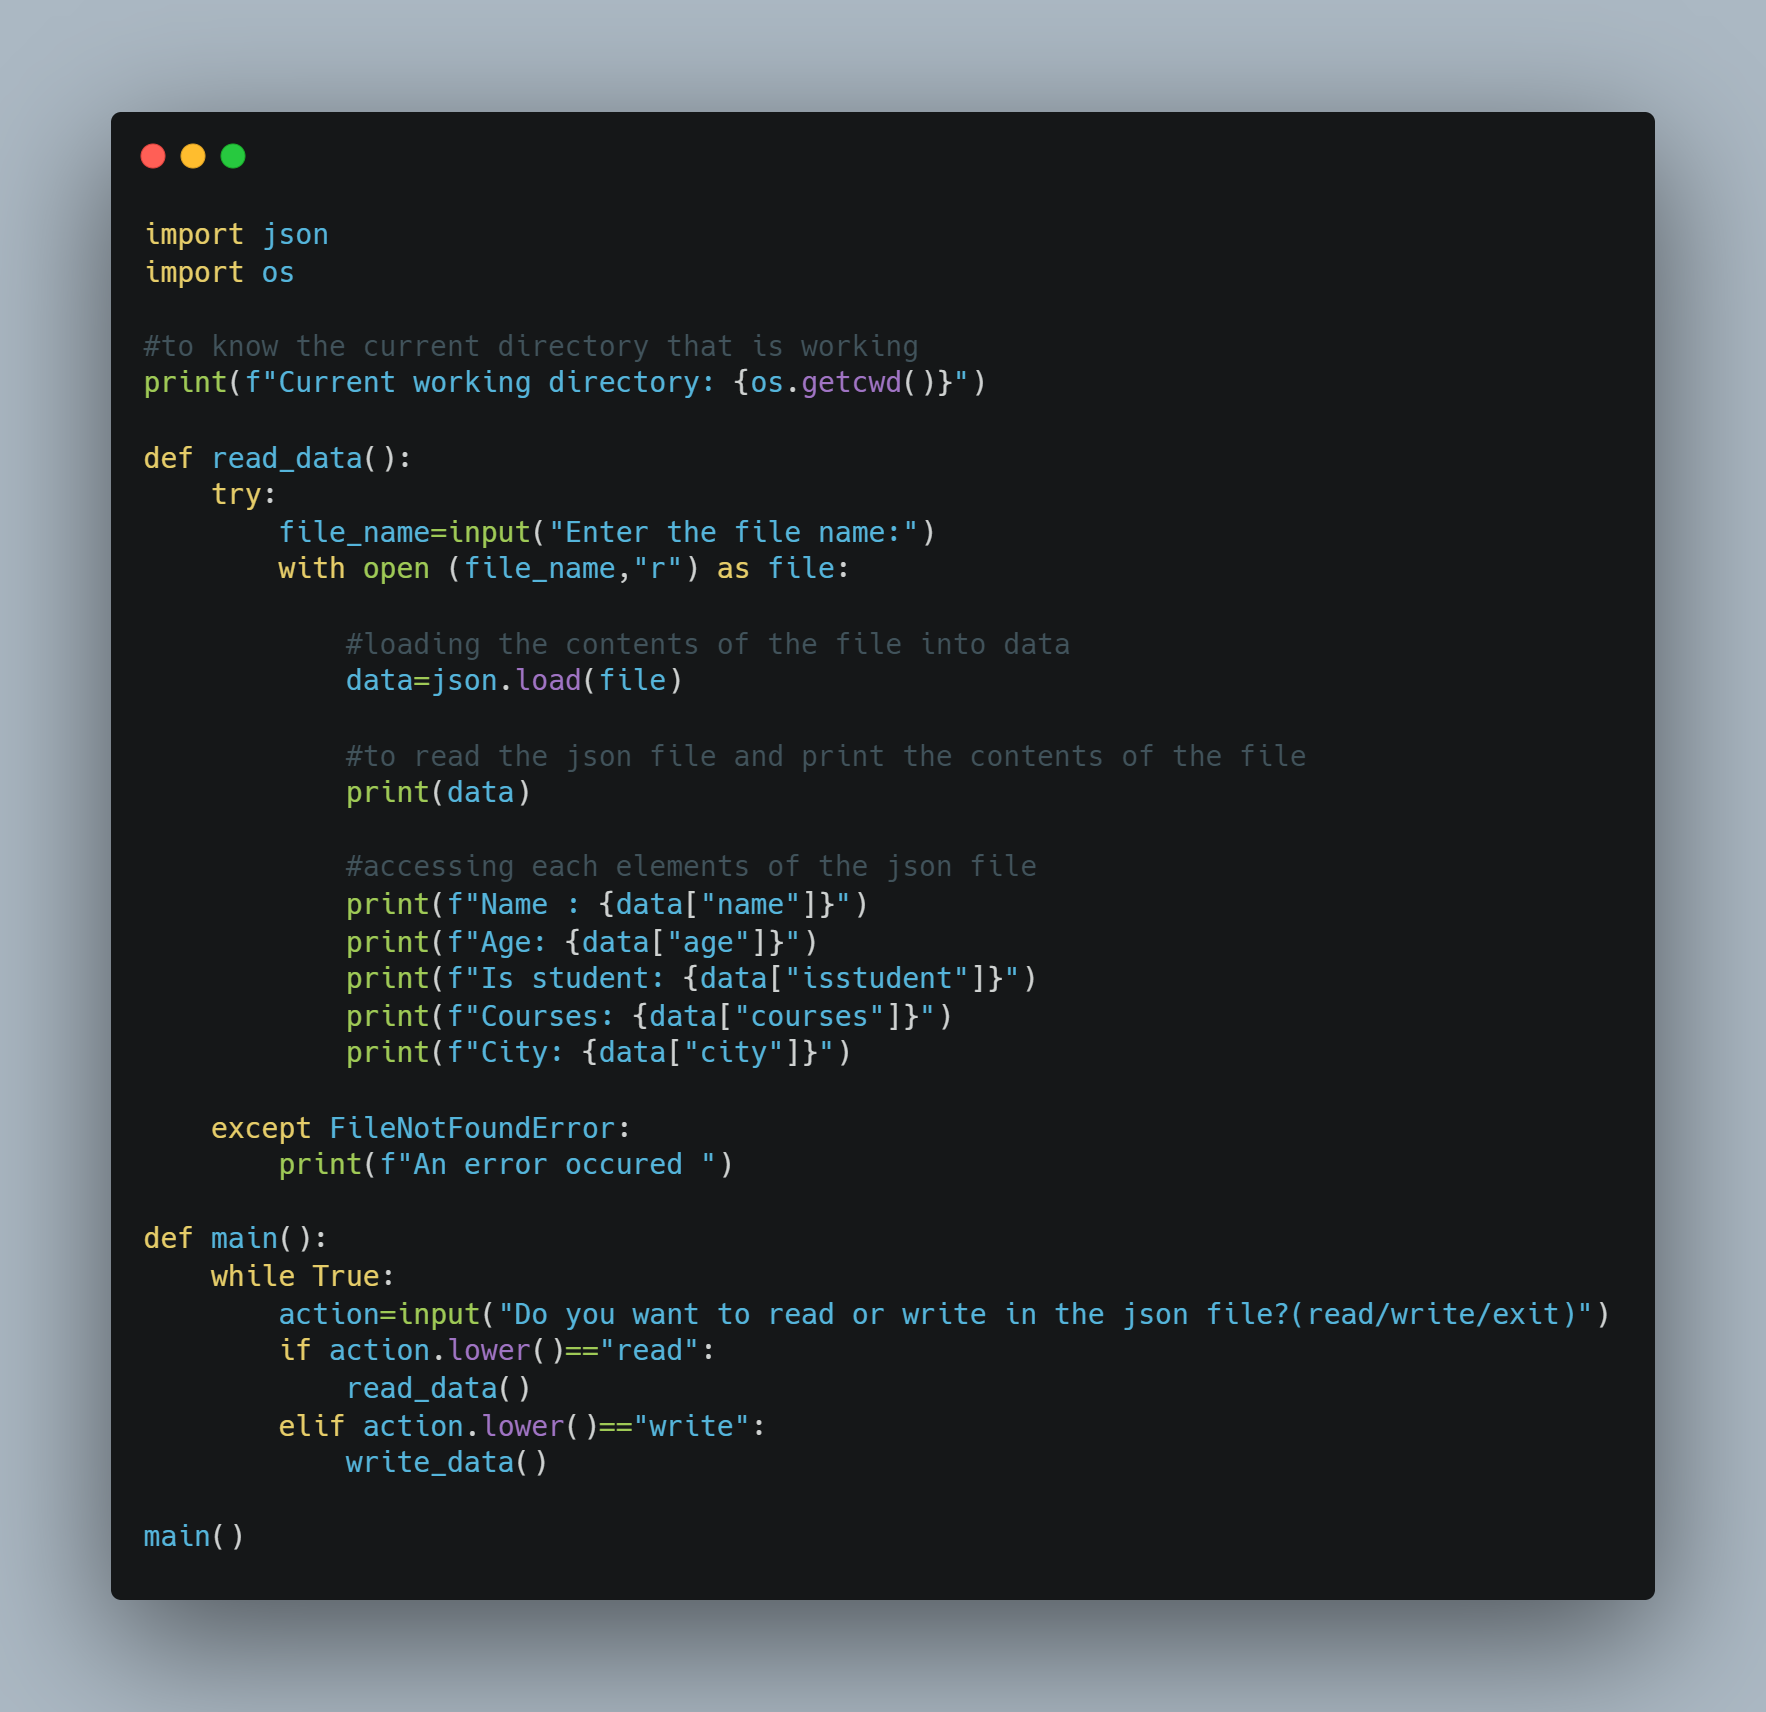 import json
import os
#to know the current directory that is working
print(f"Current working directory: {os.getcwd()}")
def read_data():
    try:
        file_name=input("Enter the file name:")
        with open (file_name,"r") as file:
            #loading the contents of the file into data
            data=json.load(file)
            #to read the json file and print the contents of the file
            print(data)
            #accessing each elements of the json file
            print(f"Name : {data["name"]}")
            print(f"Age: {data["age"]}")
            print(f"Is student: {data["isstudent"]}")
            print(f"Courses: {data["courses"]}")
            print(f"City: {data["city"]}")
    except FileNotFoundError:
        print(f"An error occured ")
def main():
    while True:
        action=input("Do you want to read or write in the json file?(read/write/exit)")
        if action.lower()=="read":
            read_data()
        elif action.lower()=="write":
            write_data()
main()